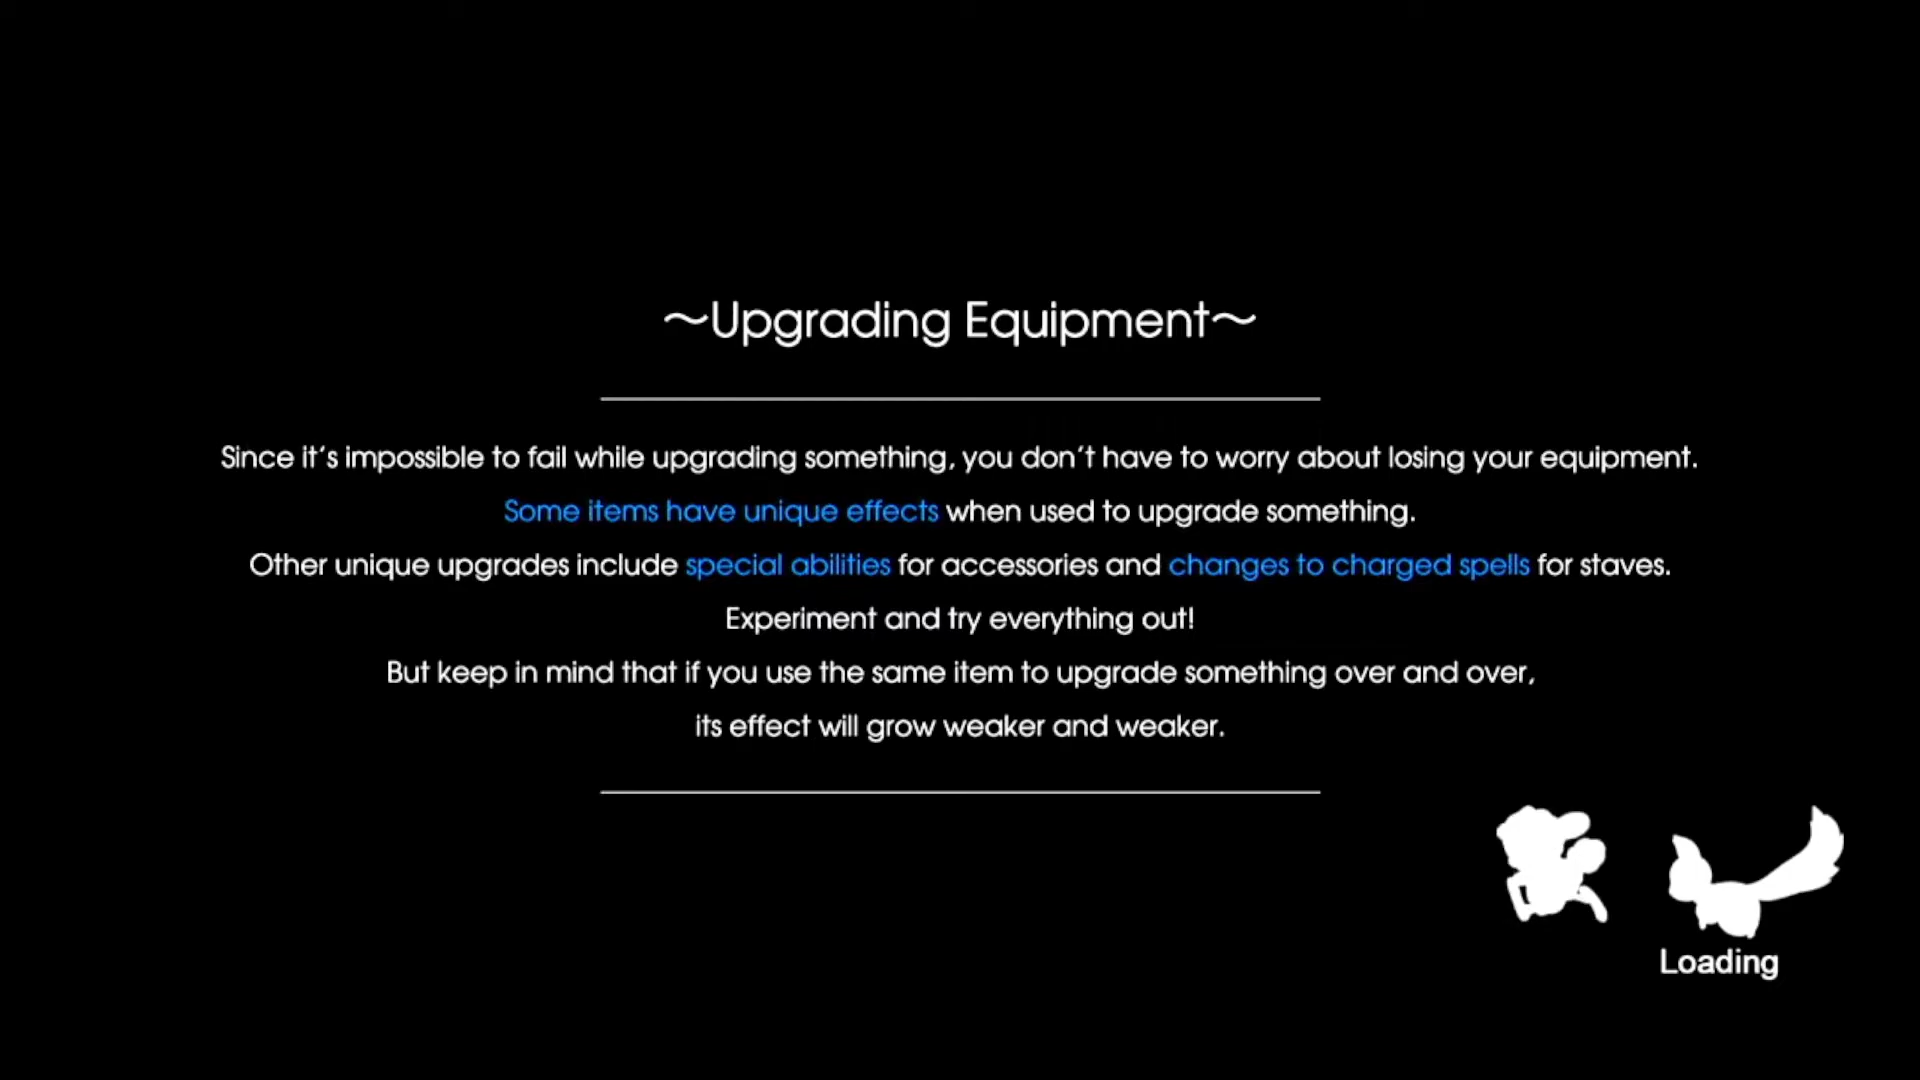 ～Upgrading Equipment～
Since it's impossible to fail while upgrading something, you don't have to worry about losing your equipment.
Some items have unique effects when used to upgrade something.
Other unique upgrades include special abilities for accessories and changes to charged spells for staves.
Experiment and try everything out!
But keep in mind that if you use the same item to upgrade something over and over,
its effect will grow weaker and weaker.
Loading